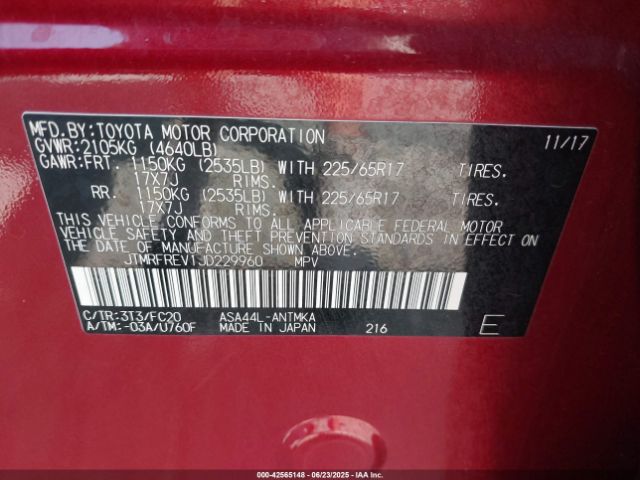 MFD.BY:TOYOTA MOTOR CORPORATION 11/17
GVWR:2105KG (4640LB)
GAWR:FRT. 1150KG (2535LB) WITH 225/65R17 TIRES.
17X7J RIMS.
RR. 1150KG (2535LB) WITH 225/65R17 TIRES.
17X7J RIMS.
THIS VEHICLE CONFORMS TO ALL APPLICABLE FEDERAL MOTOR
VEHICLE SAFETY AND THEFT PREVENTION STANDARDS IN EFFECT ON
THE DATE OF MANUFACTURE SHOWN ABOVE.
JTMRFREV1JD229960 MPV
C/TR:3T3/FC20 ASA44L-ANTMKA
A/TM:-03A/U760F MADE IN JAPAN 216 E
000-42565148 - 06/23/2025 - IAA, Inc.